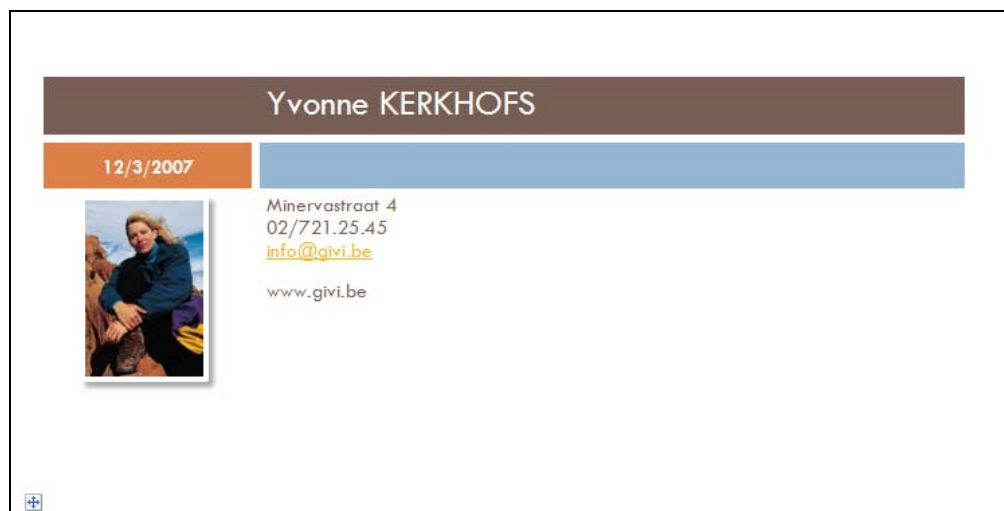 Yvonne KERKHOFS
12/3/2007
Minervastraat 4
02/721.25.45
info@givi.be
www.givi.be